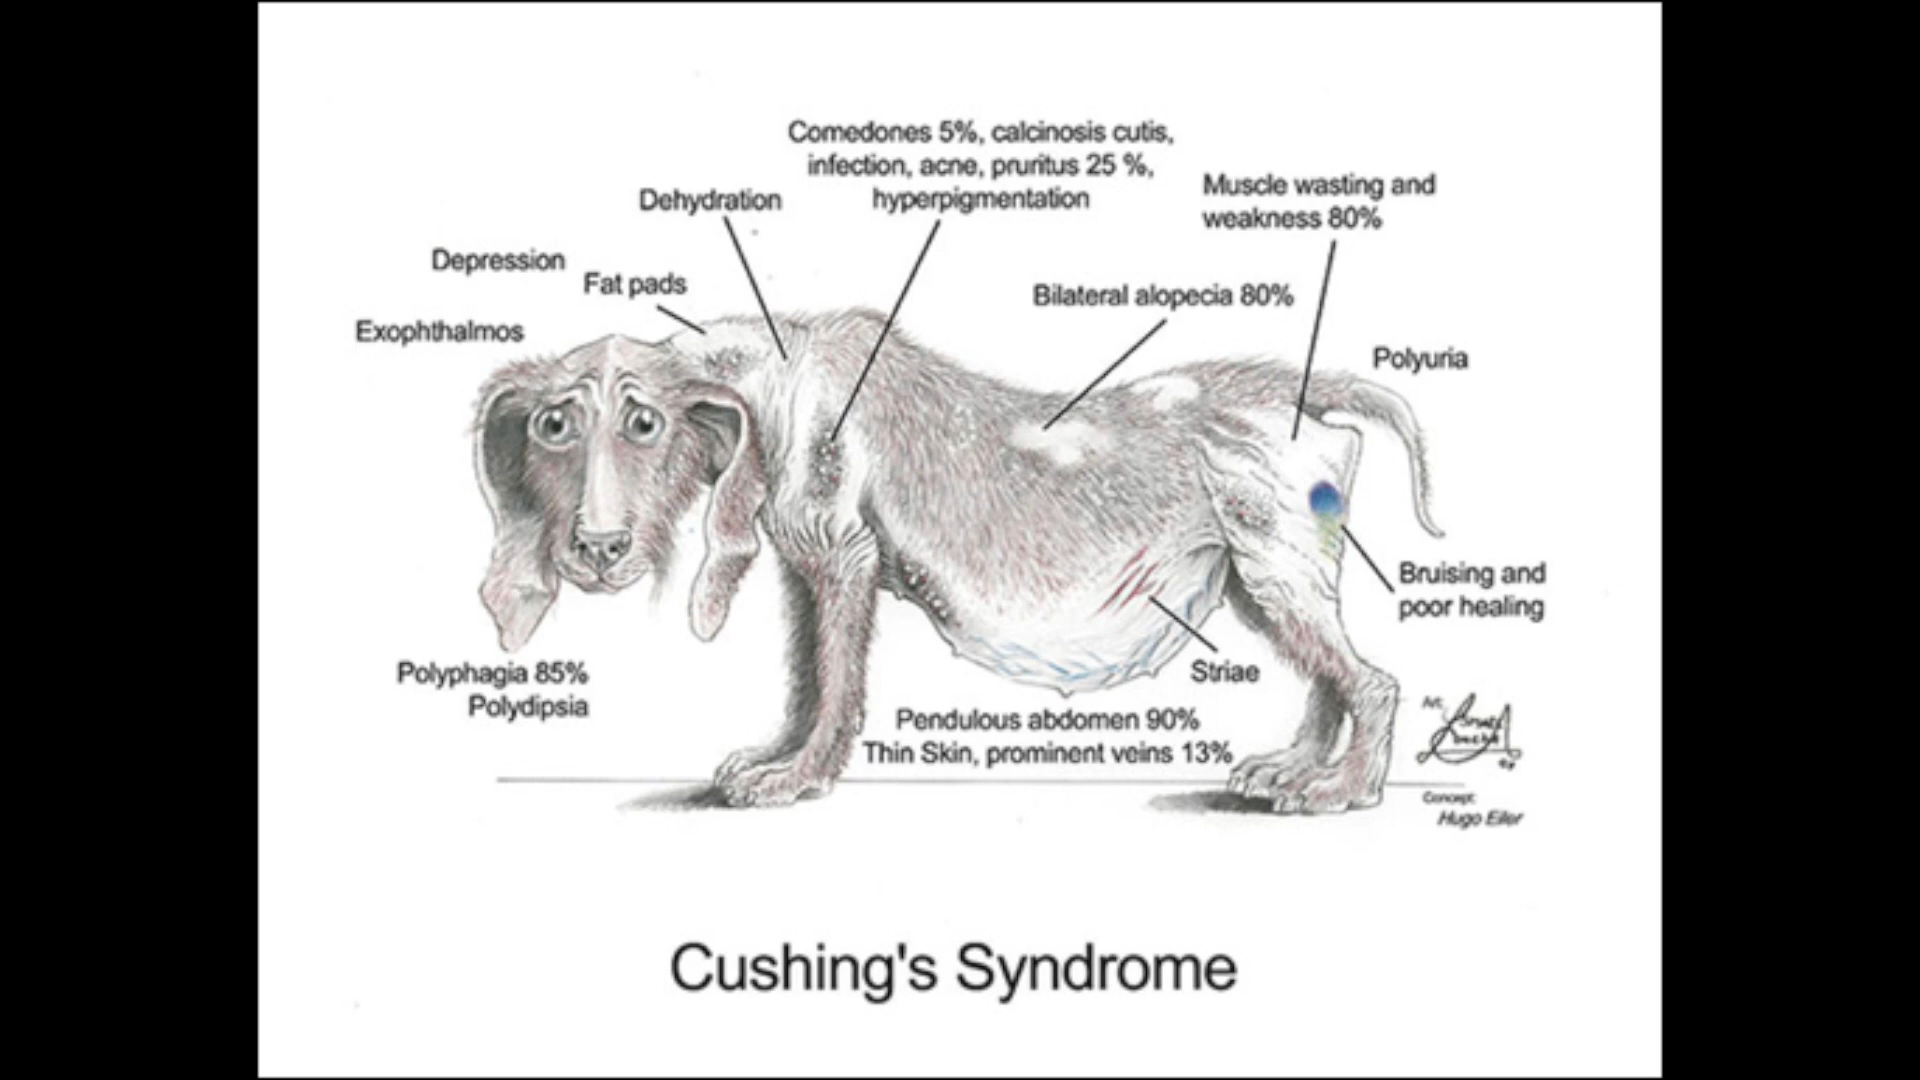 Comedones 5%, calcinosis cutis,
infection, acne, pruritus 25 %,
hyperpigmentation
Dehydration
Muscle wasting and
weakness 80%
Depression
Fat pads
Bilateral alopecia 80%
Exophthalmos
Polyuria
Bruising and
poor healing
Polyphagia 85%
Polydipsia
Striae
Pendulous abdomen 90%
Thin Skin, prominent veins 13%
Art:
Concept:
Hugo Eiler
Cushing's Syndrome